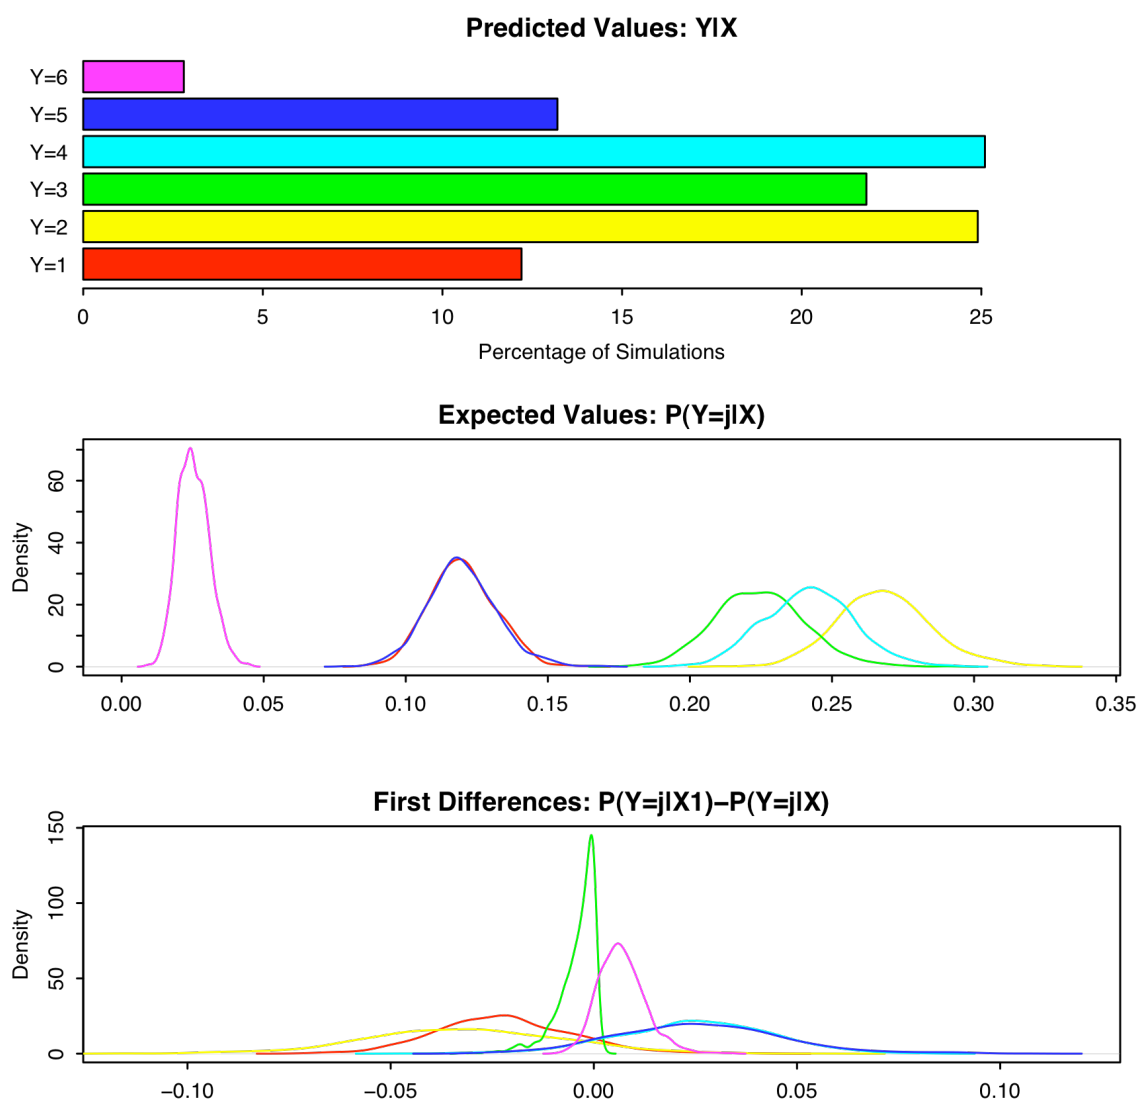 Predicted Values: Y|X
Y=6
Y=5
Y=4
Y=3
Y=2
Y=1
0 5 10 15 20 25
Percentage of Simulations
Expected Values: P(Y=j|X)
Density
60
40
20
0
0.00 0.05 0.10 0.15 0.20 0.25 0.30 0.35
First Differences: P(Y=j|X1)−P(Y=j|X)
Density
150
100
50
0
−0.10 −0.05 0.00 0.05 0.10